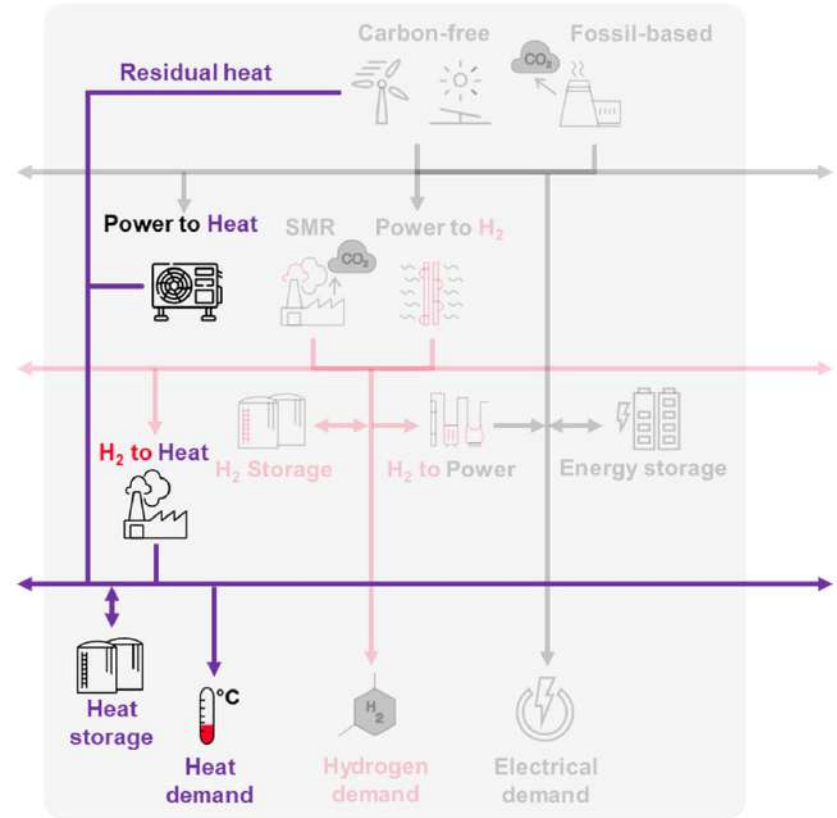 Carbon-free
Fossil-based
CO₂
Residual heat
Power to Heat
SMR
Power to H₂
CO₂
H₂ to Heat
H₂ Storage
H₂ to Power
Energy storage
°C
H₂
Heat
storage
Heat
demand
Hydrogen
demand
Electrical
demand